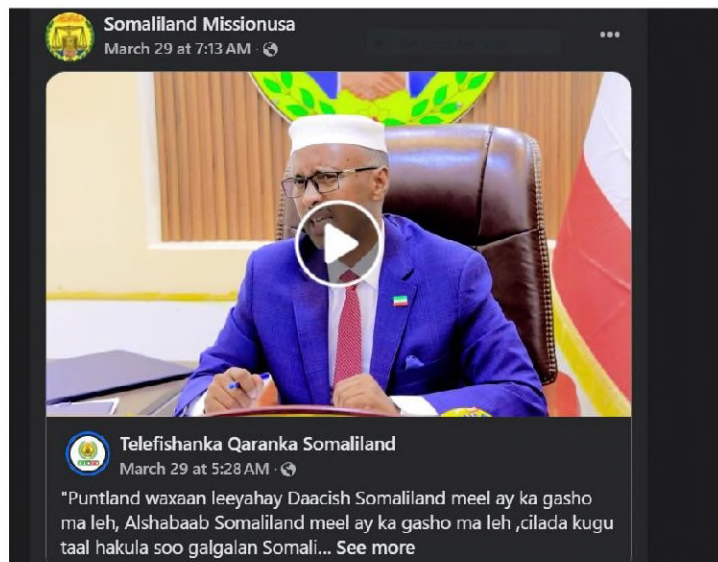 Somaliland Missionusa
March 29 at 7:13 AM ·
Telefishanka Qaranka Somaliland
March 29 at 5:28 AM ·
"Puntland waxaan leeyahay Daacish Somaliland meel ay ka gasho
ma leh, Alshabaab Somaliland meel ay ka gasho ma leh ,cilada kugu
taal hakula soo galgalan Somali... See more